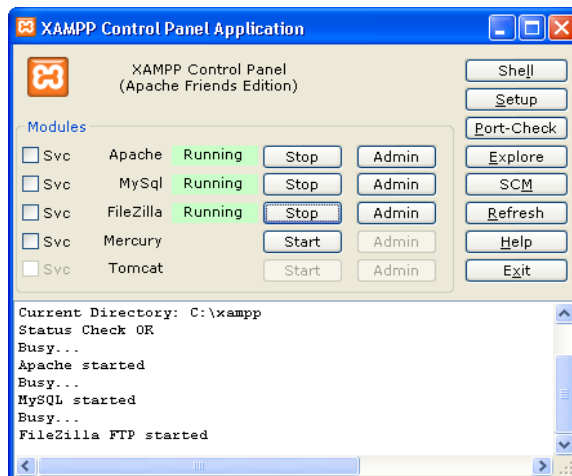 XAMPP Control Panel Application
XAMPP Control Panel
(Apache Friends Edition)
Shell
Setup
Port-Check
Explore
SCM
Refresh
Help
Exit
Modules
Svc Apache Running Stop Admin
Svc MySql Running Stop Admin
Svc FileZilla Running Stop Admin
Svc Mercury Start Admin
Svc Tomcat Start Admin
Current Directory: C:\xampp
Status Check OR
Busy...
Apache started
Busy...
MySQL started
Busy...
FileZilla FTP started